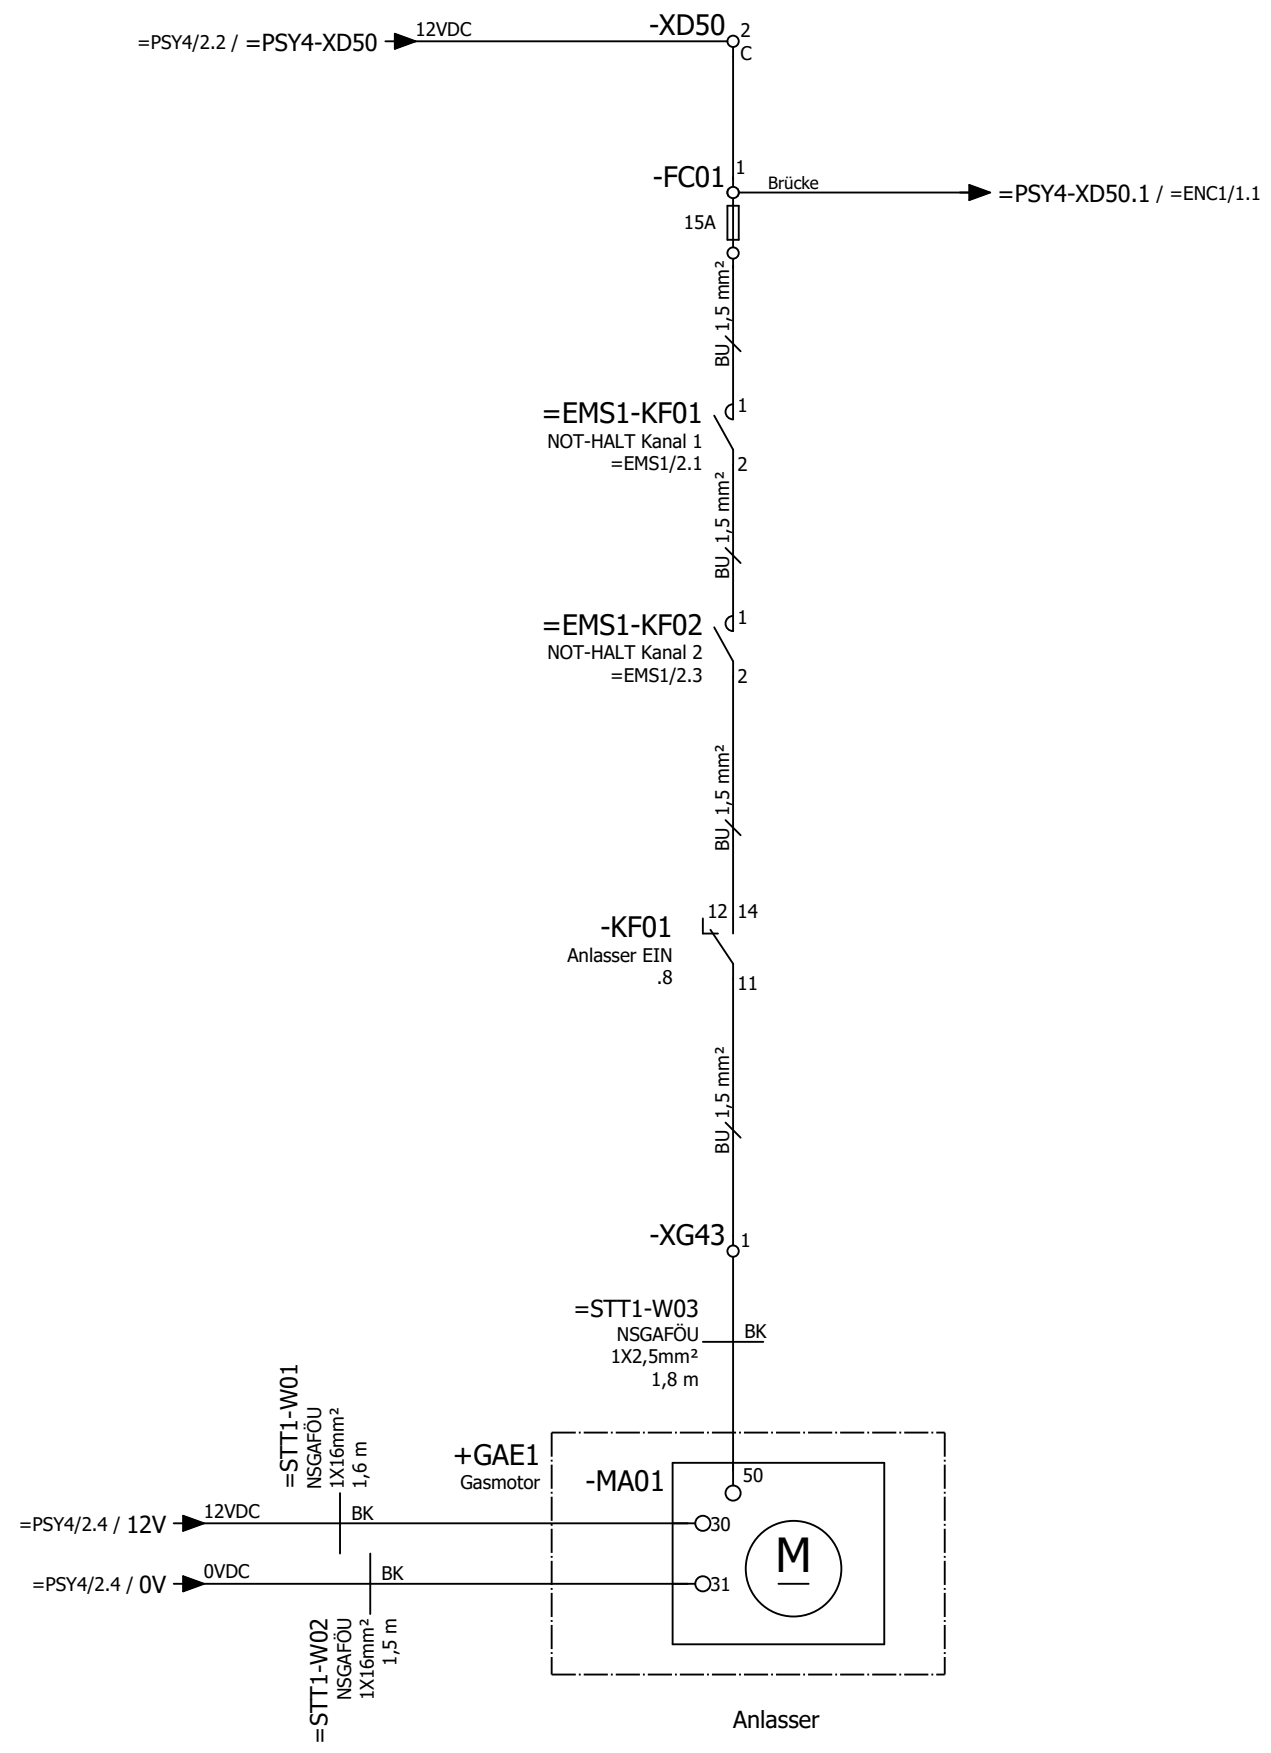 =PSY4/2.2 / =PSY4-XD50
12VDC
-XD50
2
C
-FC01
1
Brücke
=PSY4-XD50.1 / =ENC1/1.1
15A
BU 1,5 mm²
=EMS1-KF01
NOT-HALT Kanal 1
=EMS1/2.1
1
2
BU 1,5 mm²
=EMS1-KF02
NOT-HALT Kanal 2
=EMS1/2.3
1
2
BU 1,5 mm²
-KF01
Anlasser EIN
.8
12
14
11
BU 1,5 mm²
-XG43
1
=STT1-W03
NSGAFÖU
1X2,5mm²
1,8 m
BK
=STT1-W01
NSGAFÖU
1X16mm²
1,6 m
+GAE1
Gasmotor
-MA01
50
=PSY4/2.4 / 12V
12VDC
BK
30
M
=PSY4/2.4 / 0V
0VDC
BK
31
=STT1-W02
NSGAFÖU
1X16mm²
1,5 m
Anlasser